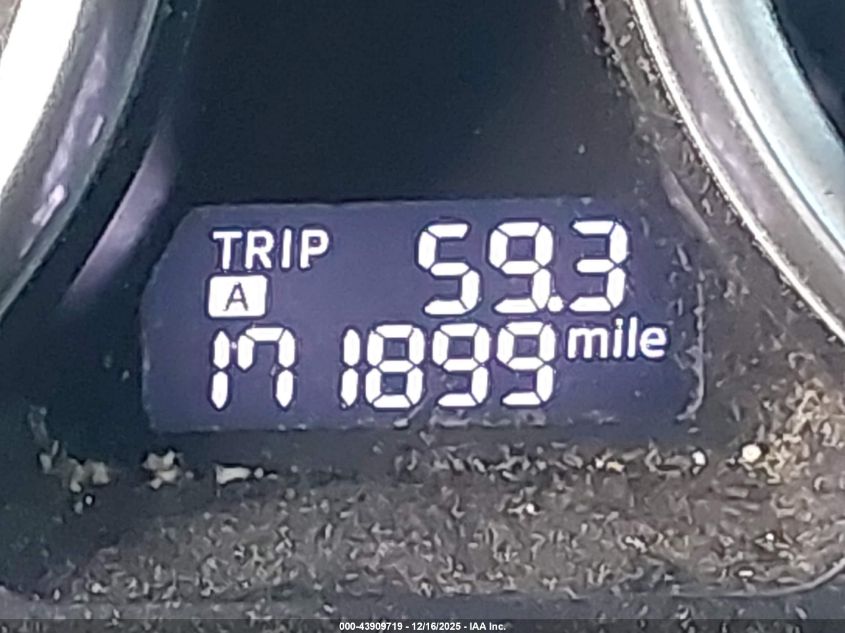 TRIP 59.3
A
171899 mile
000-43909719 - 12/16/2025 - IAA Inc.